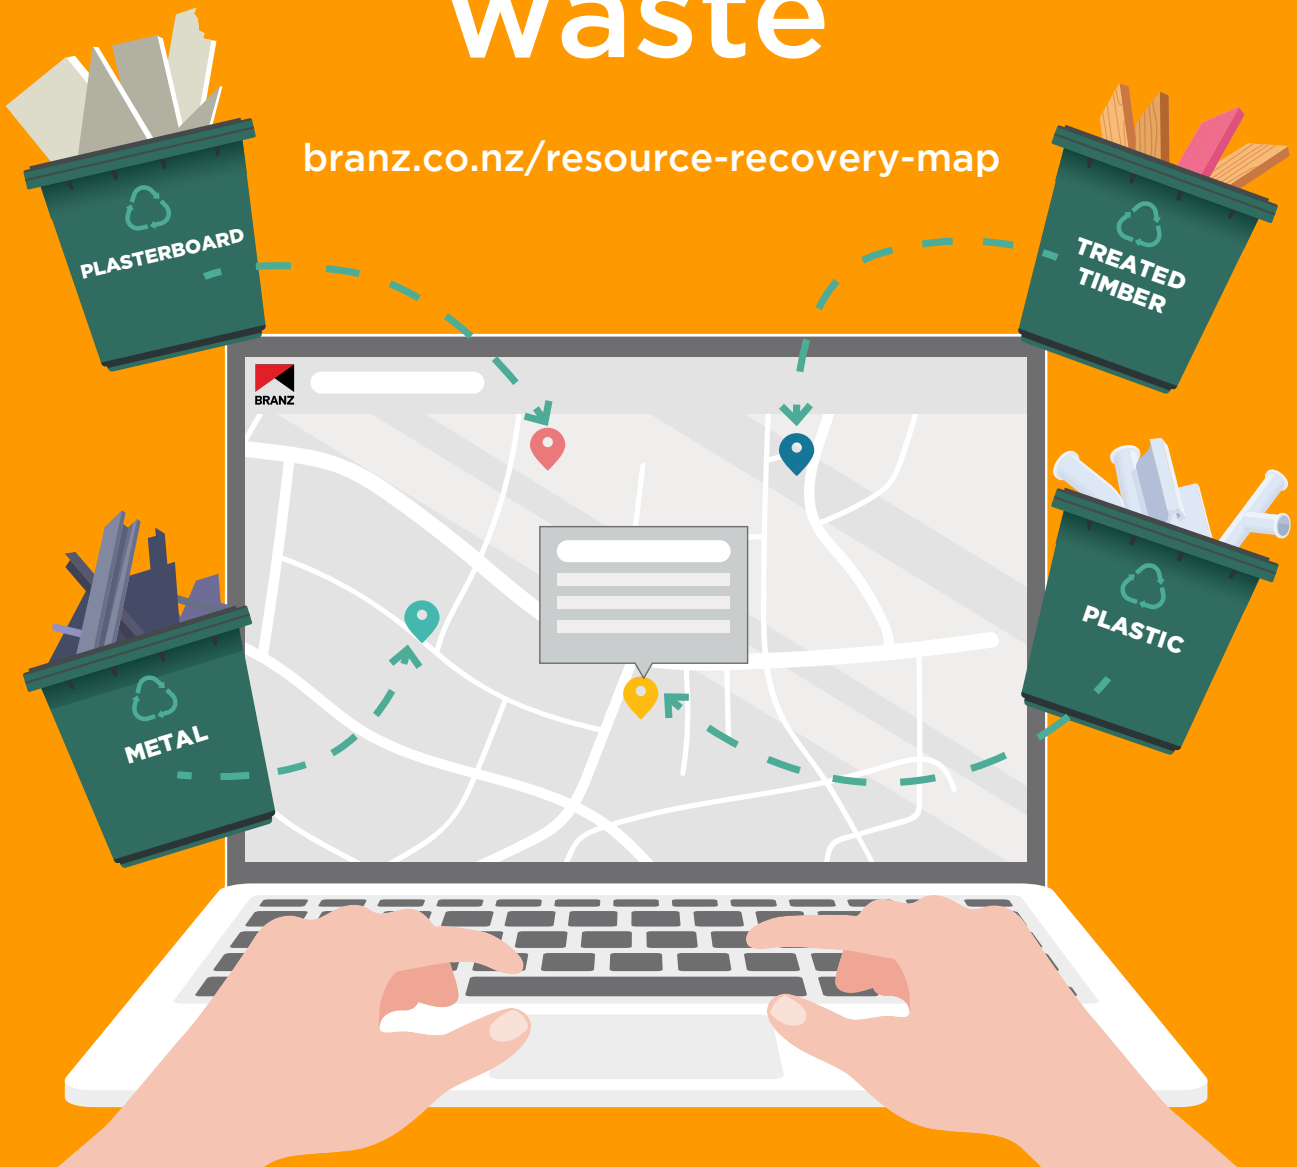 waste
branz.co.nz/resource-recovery-map
PLASTERBOARD
TREATED
TIMBER
BRANZ
PLASTIC
METAL